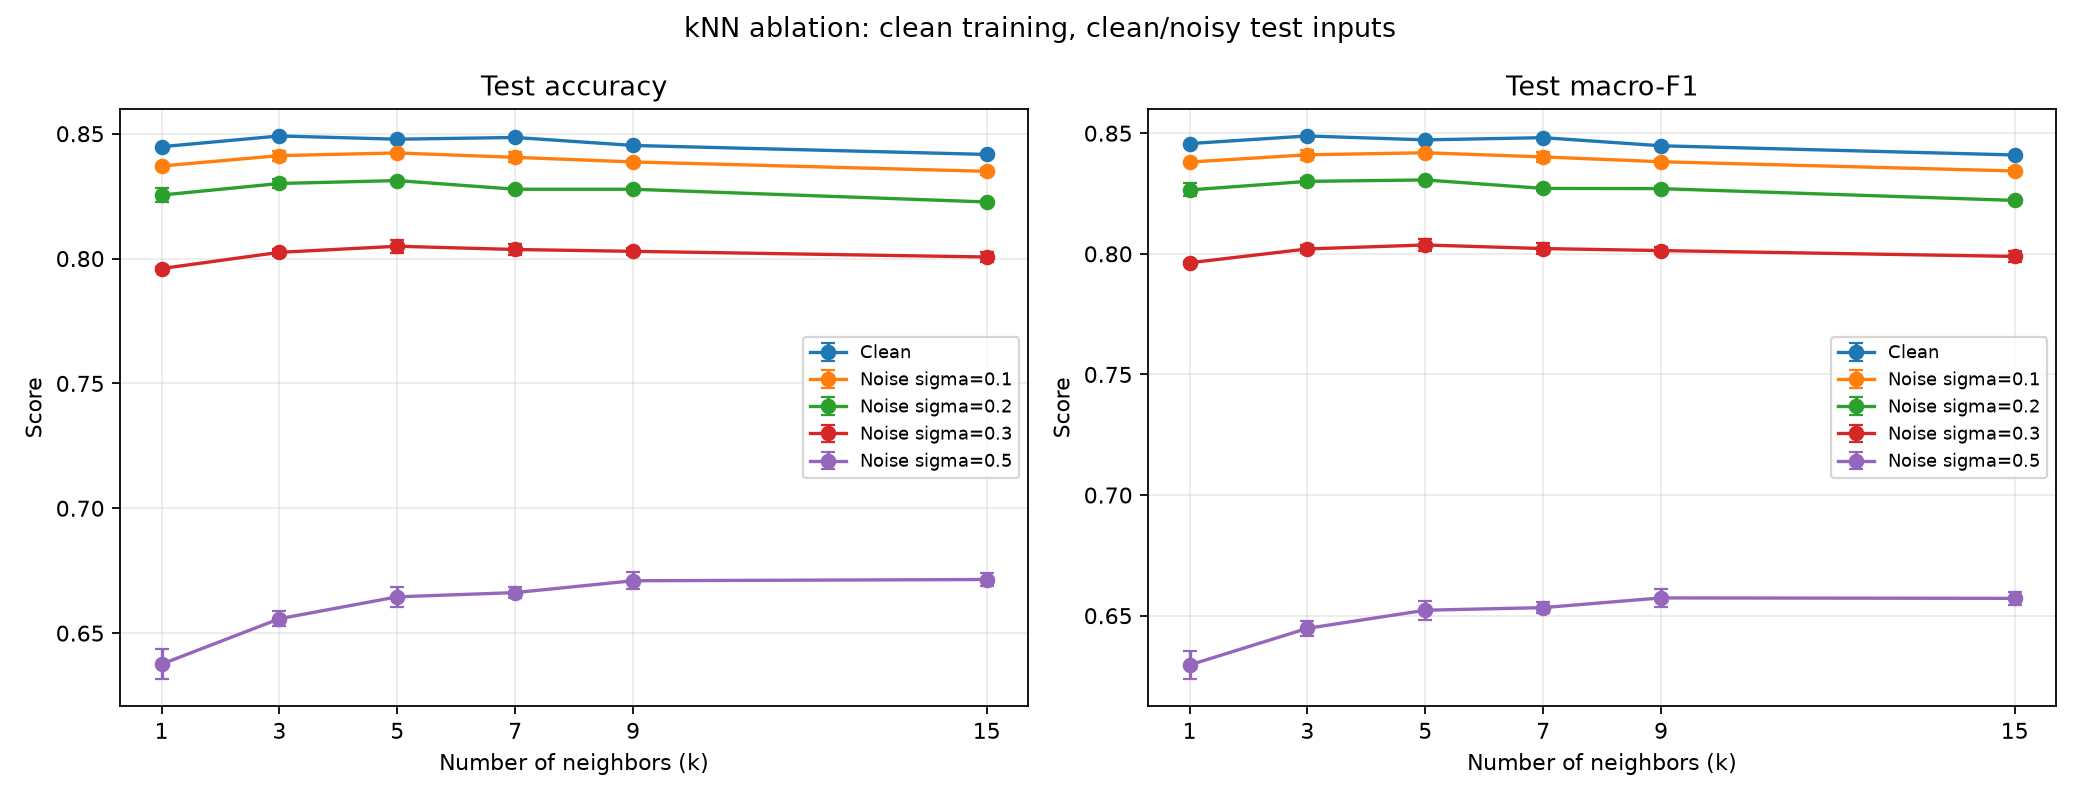 kNN ablation: clean training, clean/noisy test inputs
Test accuracy
Score
0.85
0.80
0.75
0.70
0.65
Clean
Noise sigma=0.1
Noise sigma=0.2
Noise sigma=0.3
Noise sigma=0.5
1 3 5 7 9 15
Number of neighbors (k)
Test macro-F1
Score
0.85
0.80
0.75
0.70
0.65
Clean
Noise sigma=0.1
Noise sigma=0.2
Noise sigma=0.3
Noise sigma=0.5
1 3 5 7 9 15
Number of neighbors (k)